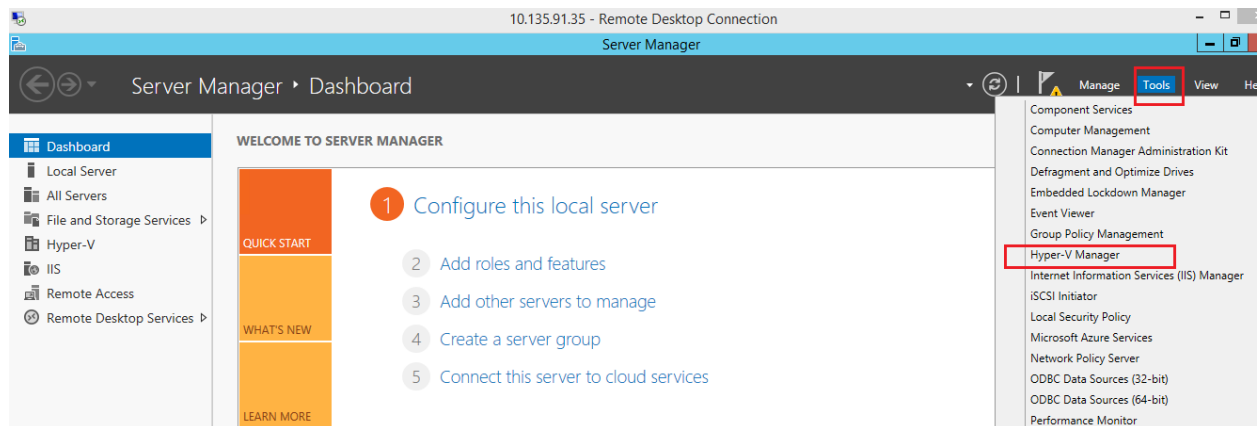 10.135.91.35 - Remote Desktop Connection
Server Manager
Server Manager • Dashboard
Manage Tools View He
Dashboard
Local Server
All Servers
File and Storage Services
Hyper-V
IIS
Remote Access
Remote Desktop Services
WELCOME TO SERVER MANAGER
QUICK START
WHAT'S NEW
LEARN MORE
1 Configure this local server
2 Add roles and features
3 Add other servers to manage
4 Create a server group
5 Connect this server to cloud services
Component Services
Computer Management
Connection Manager Administration Kit
Defragment and Optimize Drives
Embedded Lockdown Manager
Event Viewer
Group Policy Management
Hyper-V Manager
Internet Information Services (IIS) Manager
iSCSI Initiator
Local Security Policy
Microsoft Azure Services
Network Policy Server
ODBC Data Sources (32-bit)
ODBC Data Sources (64-bit)
Performance Monitor